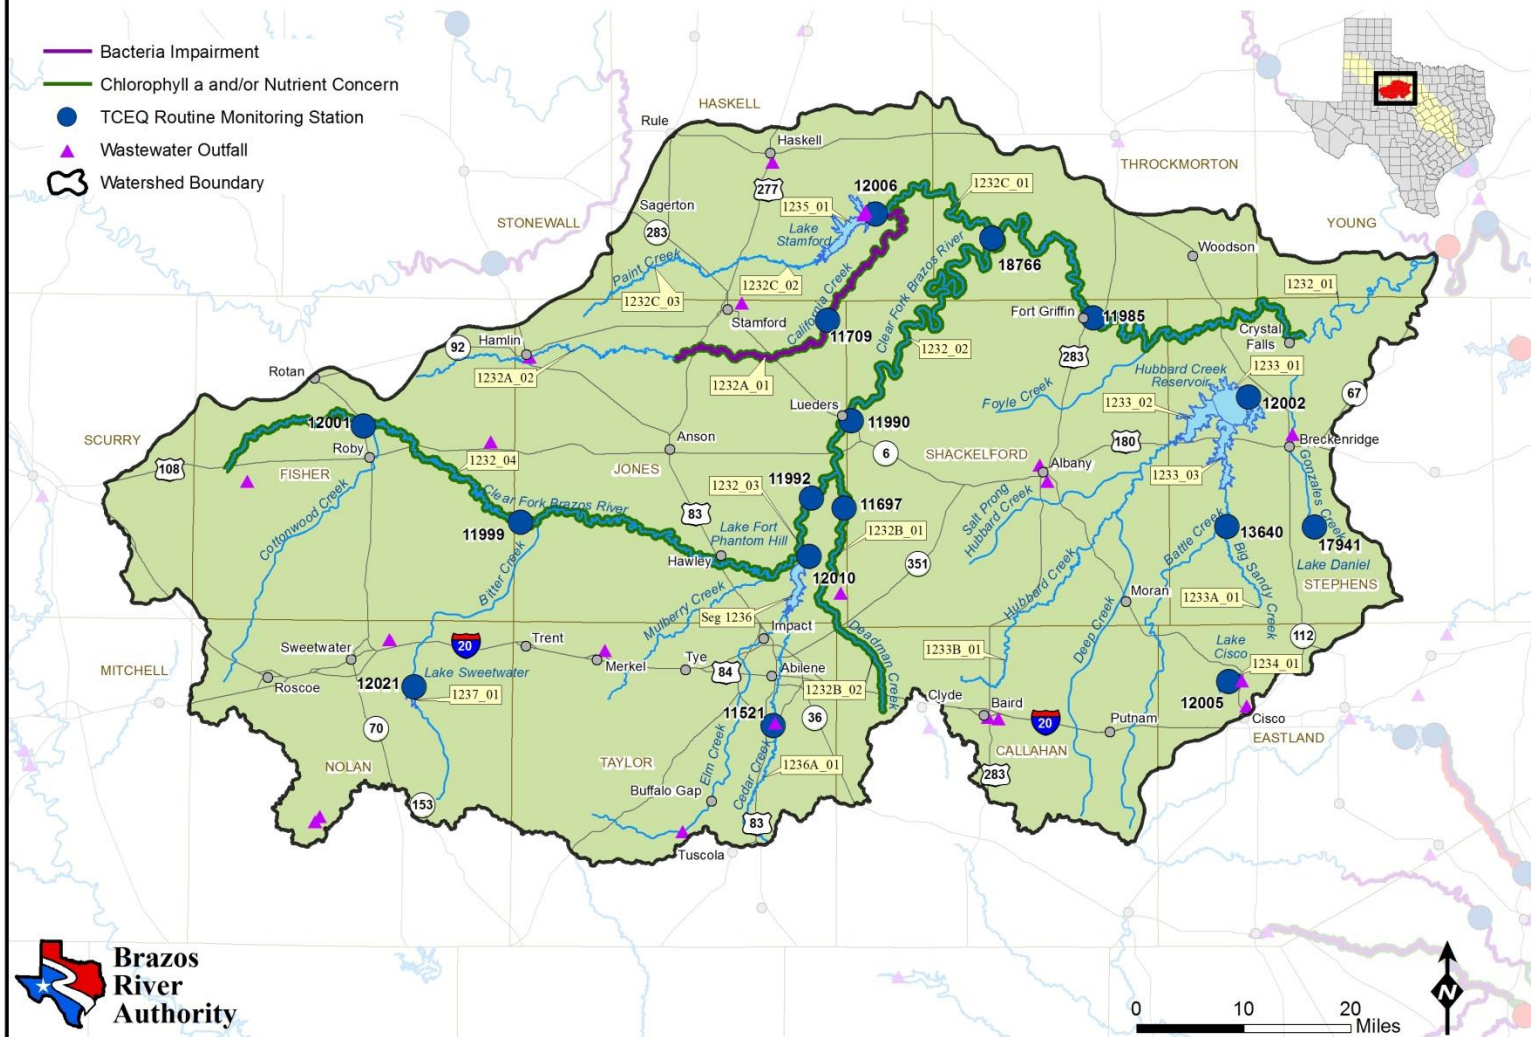 Bacteria Impairment
Chlorophyll a and/or Nutrient Concern
TCEQ Routine Monitoring Station
Wastewater Outfall
Watershed Boundary
HASKELL
Rule
Haskell
THROCKMORTON
277
12006
1232C_01
1235_01
Sagerton
STONEWALL
YOUNG
283
Lake
Stamford
Woodson
18766
Paint Creek
1232C_02
1232C_03
California Creek
Clear Fork Brazos River
1232_01
Stamford
11709
Fort Griffin
11985
Crystal
Falls
92
Hamlin
1232_02
283
1233_01
Hubbard Creek
Reservoir
Rotan
1232A_02
1232A_01
Foyle Creek
1233_02
12002
67
Lueders
11990
12001
SCURRY
Roby
Anson
6
SHACKELFORD
180
Breckenridge
108
FISHER
1232_04
JONES
Albany
1233_03
Clear Fork Brazos River
1232_03
11992
11697
Salt Prong
Hubbard Creek
Gonzales Creek
Cottonwood Creek
11999
83
Lake Fort
Phantom Hill
1232B_01
Battle Creek
13640
17941
Hawley
12010
351
Hubbard Creek
Big Sandy Creek
Lake Daniel
STEPHENS
Bitter Creek
Mulberry Creek
Seg 1236
Moran
1233A_01
Impact
Deadman Creek
Deep Creek
112
Sweetwater
20
Trent
1233B_01
Lake
Cisco
MITCHELL
Merkel
Tye
84
Abilene
1234_01
Roscoe
Lake Sweetwater
12021
1237_01
1232B_02
Clyde
Baird
12005
Cisco
11521
36
20
Putnam
EASTLAND
70
NOLAN
TAYLOR
Elm Creek
Cedar Creek
1236A_01
CALLAHAN
283
153
Buffalo Gap
83
Tuscola
Brazos
River
Authority
N
0 10 20
Miles